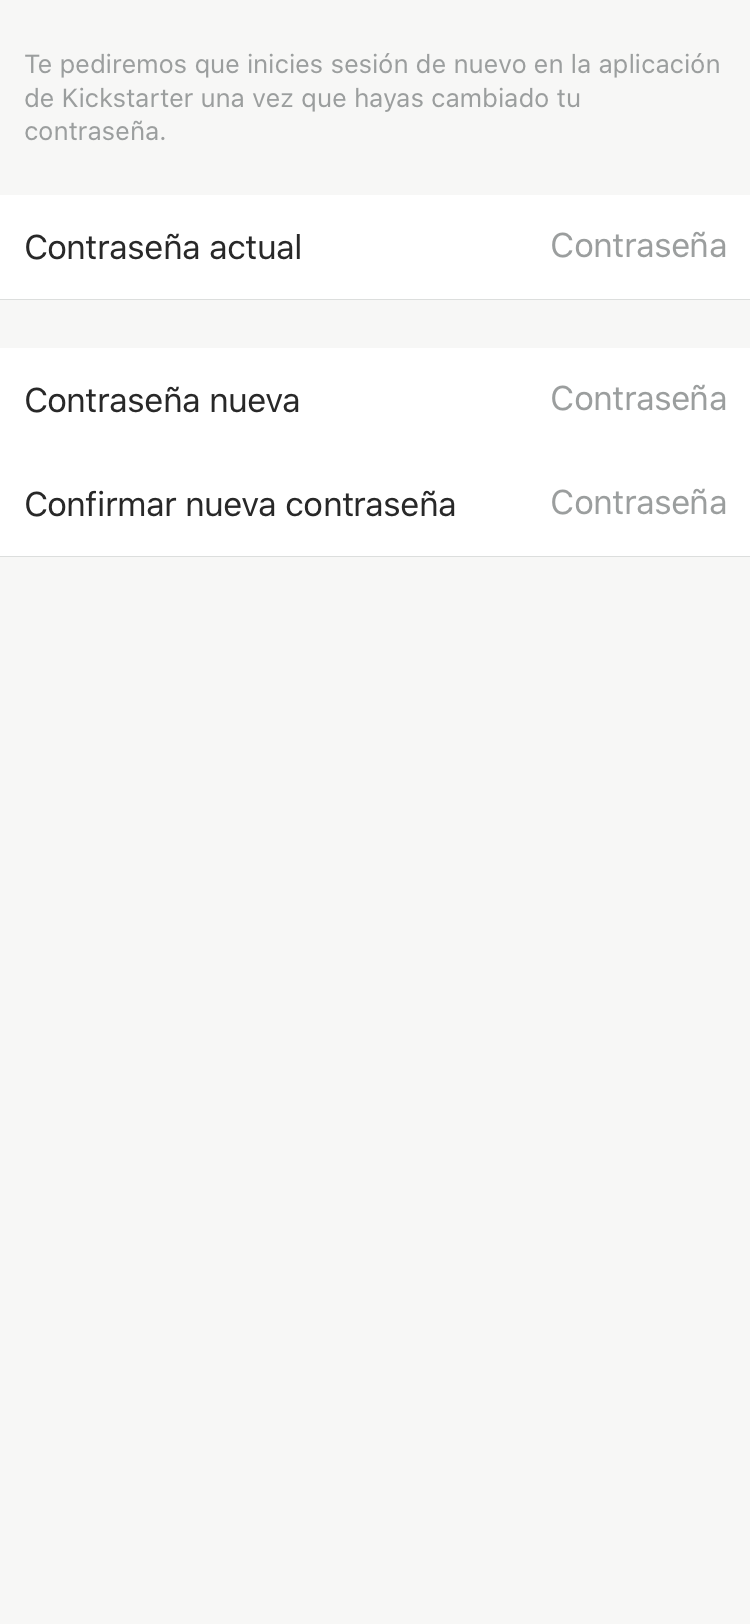 Te pediremos que inicies sesión de nuevo en la aplicación
de Kickstarter una vez que hayas cambiado tu
contraseña.
Contraseña actual Contraseña
Contraseña nueva Contraseña
Confirmar nueva contraseña Contraseña